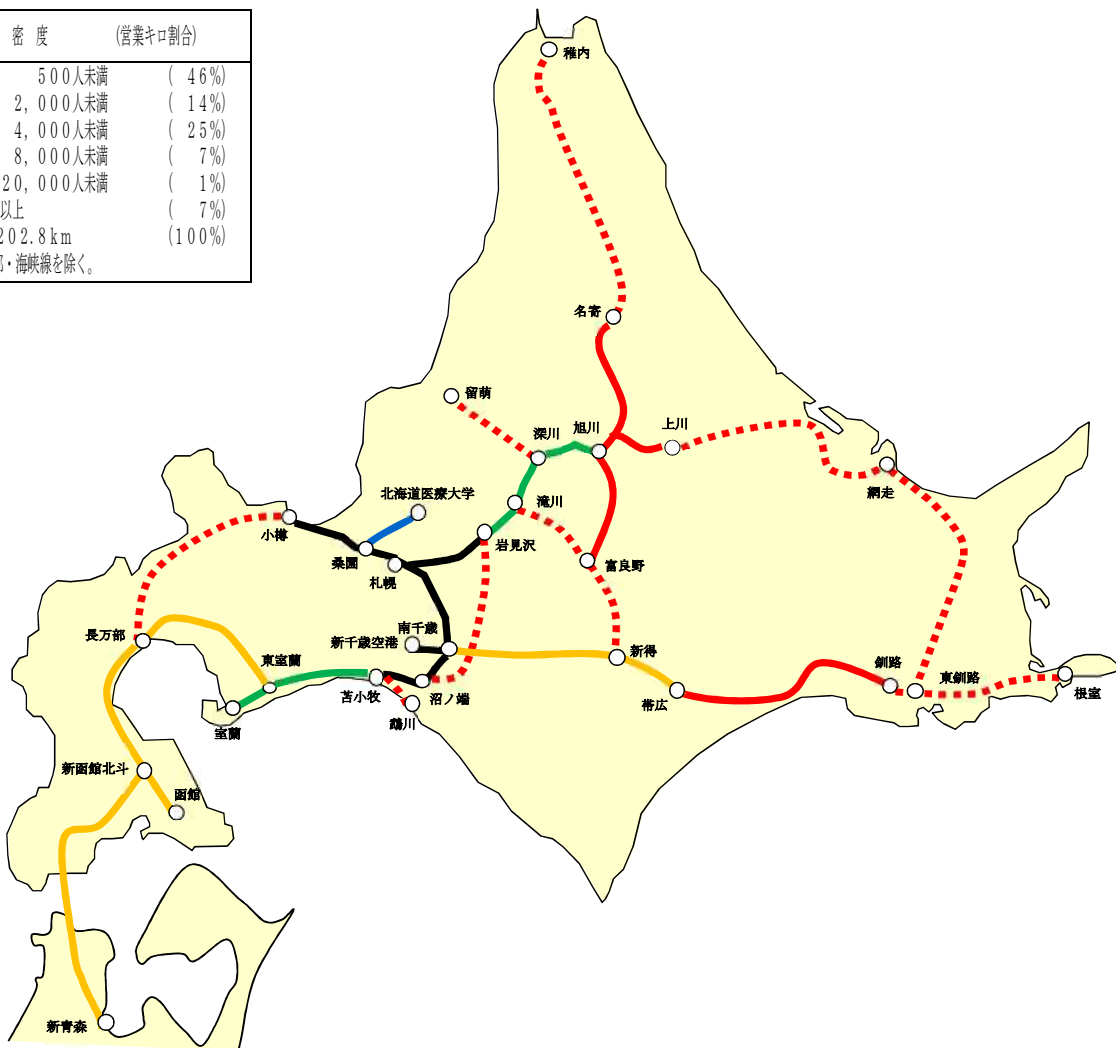 密 度 (営業キロ割合)
500人未満 ( 46%)
2,000人未満 ( 14%)
4,000人未満 ( 25%)
8,000人未満 ( 7%)
20,000人未満 ( 1%)
以上 ( 7%)
202.8km (100%)
・海峡線を除く。
稚内
名寄
留萌
深川
旭川
上川
網走
北海道医療大学
滝川
小樽
岩見沢
桑園
札幌
富良野
長万部
南千歳
新千歳空港
新得
東室蘭
釧路
東釧路
苫小牧
沼ノ端
帯広
根室
鵡川
室蘭
新函館北斗
函館
新青森